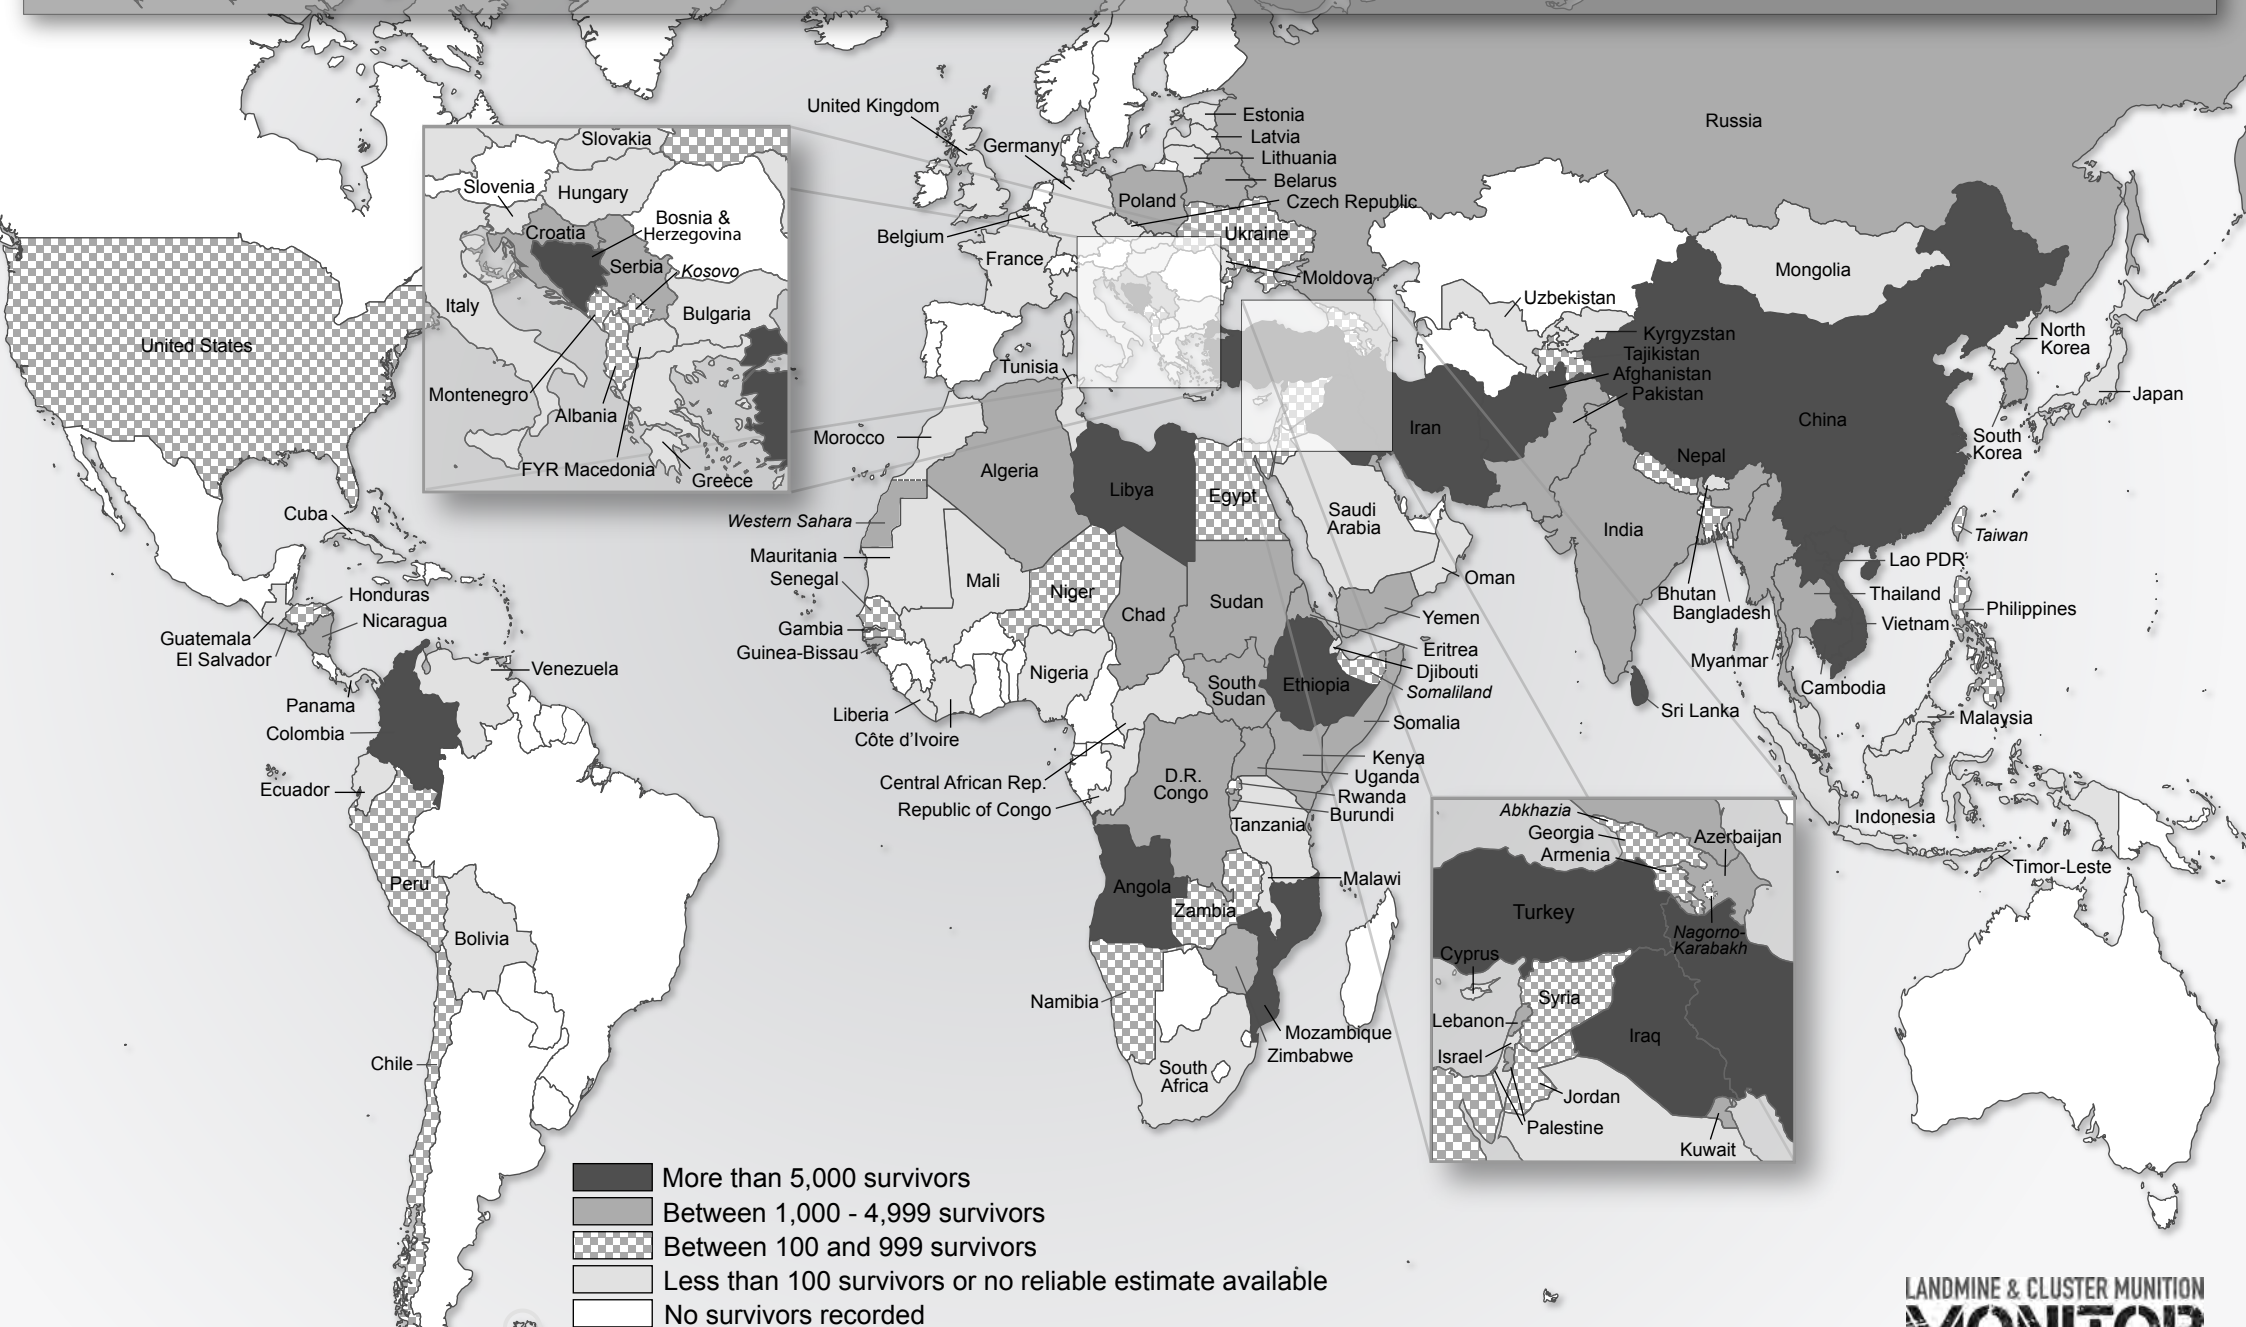 United Kingdom
Germany
Estonia
Latvia
Lithuania
Belarus
Czech Republic
Poland
Ukraine
Moldova
Belgium
France
Russia
Slovakia
Slovenia
Hungary
Bosnia &
Herzegovina
Croatia
Serbia
Kosovo
Italy
Bulgaria
Montenegro
Albania
FYR Macedonia
Greece
United States
Uzbekistan
Mongolia
Kyrgyzstan
Tajikistan
Afghanistan
Pakistan
North
Korea
Japan
South
Korea
China
Tunisia
Morocco
Algeria
Libya
Egypt
Iran
Nepal
Saudi
Arabia
India
Cuba
Western Sahara
Mauritania
Senegal
Mali
Niger
Chad
Sudan
Oman
Yemen
Taiwan
Lao PDR
Bhutan
Bangladesh
Thailand
Philippines
Vietnam
Honduras
Nicaragua
Guatemala
El Salvador
Gambia
Guinea-Bissau
Nigeria
Eritrea
Djibouti
Somaliland
Myanmar
Cambodia
Venezuela
Panama
Colombia
Liberia
Côte d'Ivoire
South
Sudan
Ethiopia
Somalia
Sri Lanka
Malaysia
Ecuador
Central African Rep.
Republic of Congo
D.R.
Congo
Kenya
Uganda
Rwanda
Burundi
Tanzania
Indonesia
Timor-Leste
Abkhazia
Georgia
Armenia
Azerbaijan
Turkey
Nagorno-
Karabakh
Cyprus
Syria
Lebanon
Iraq
Israel
Jordan
Palestine
Kuwait
Peru
Bolivia
Chile
Angola
Zambia
Malawi
Namibia
Mozambique
Zimbabwe
South
Africa
More than 5,000 survivors
Between 1,000 - 4,999 survivors
Between 100 and 999 survivors
Less than 100 survivors or no reliable estimate available
No survivors recorded
LANDMINE & CLUSTER MUNITION
MONITOR